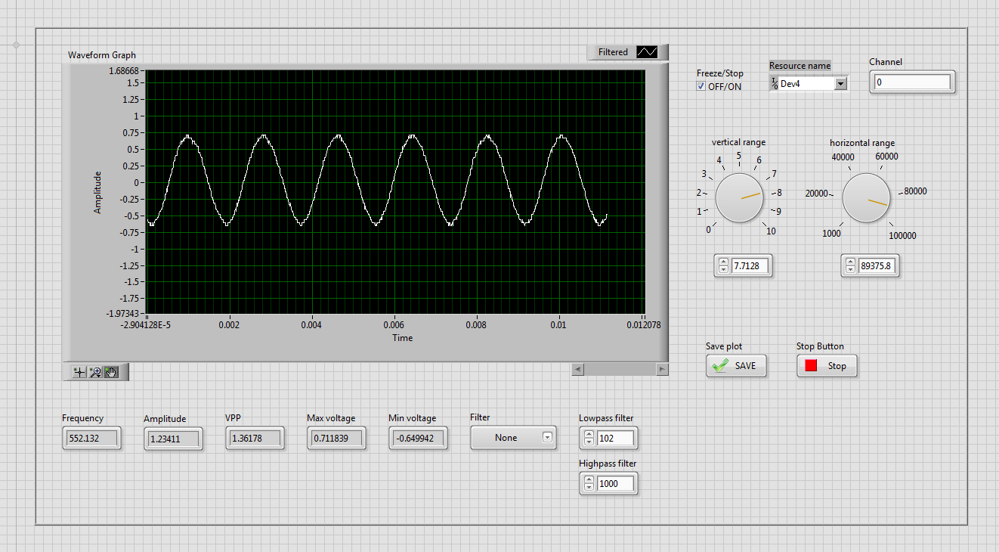 Waveform Graph
Filtered
1.68668
1.5
1.25
1
0.75
0.5
0.25
0
-0.25
-0.5
-0.75
-1
-1.25
-1.5
-1.75
-1.97343
Amplitude
-2.904128E-5
0.002
0.004
0.006
0.008
0.01
0.012078
Time
Freeze/Stop
OFF/ON
Resource name
I/O Dev4
Channel
0
vertical range
0
1
2
3
4
5
6
7
8
9
10
7.7128
horizontal range
1000
20000
40000
60000
80000
100000
89375.8
Save plot
SAVE
Stop Button
Stop
Frequency
552.132
Amplitude
1.23411
VPP
1.36178
Max voltage
0.711839
Min voltage
-0.649942
Filter
None
Lowpass filter
102
Highpass filter
1000